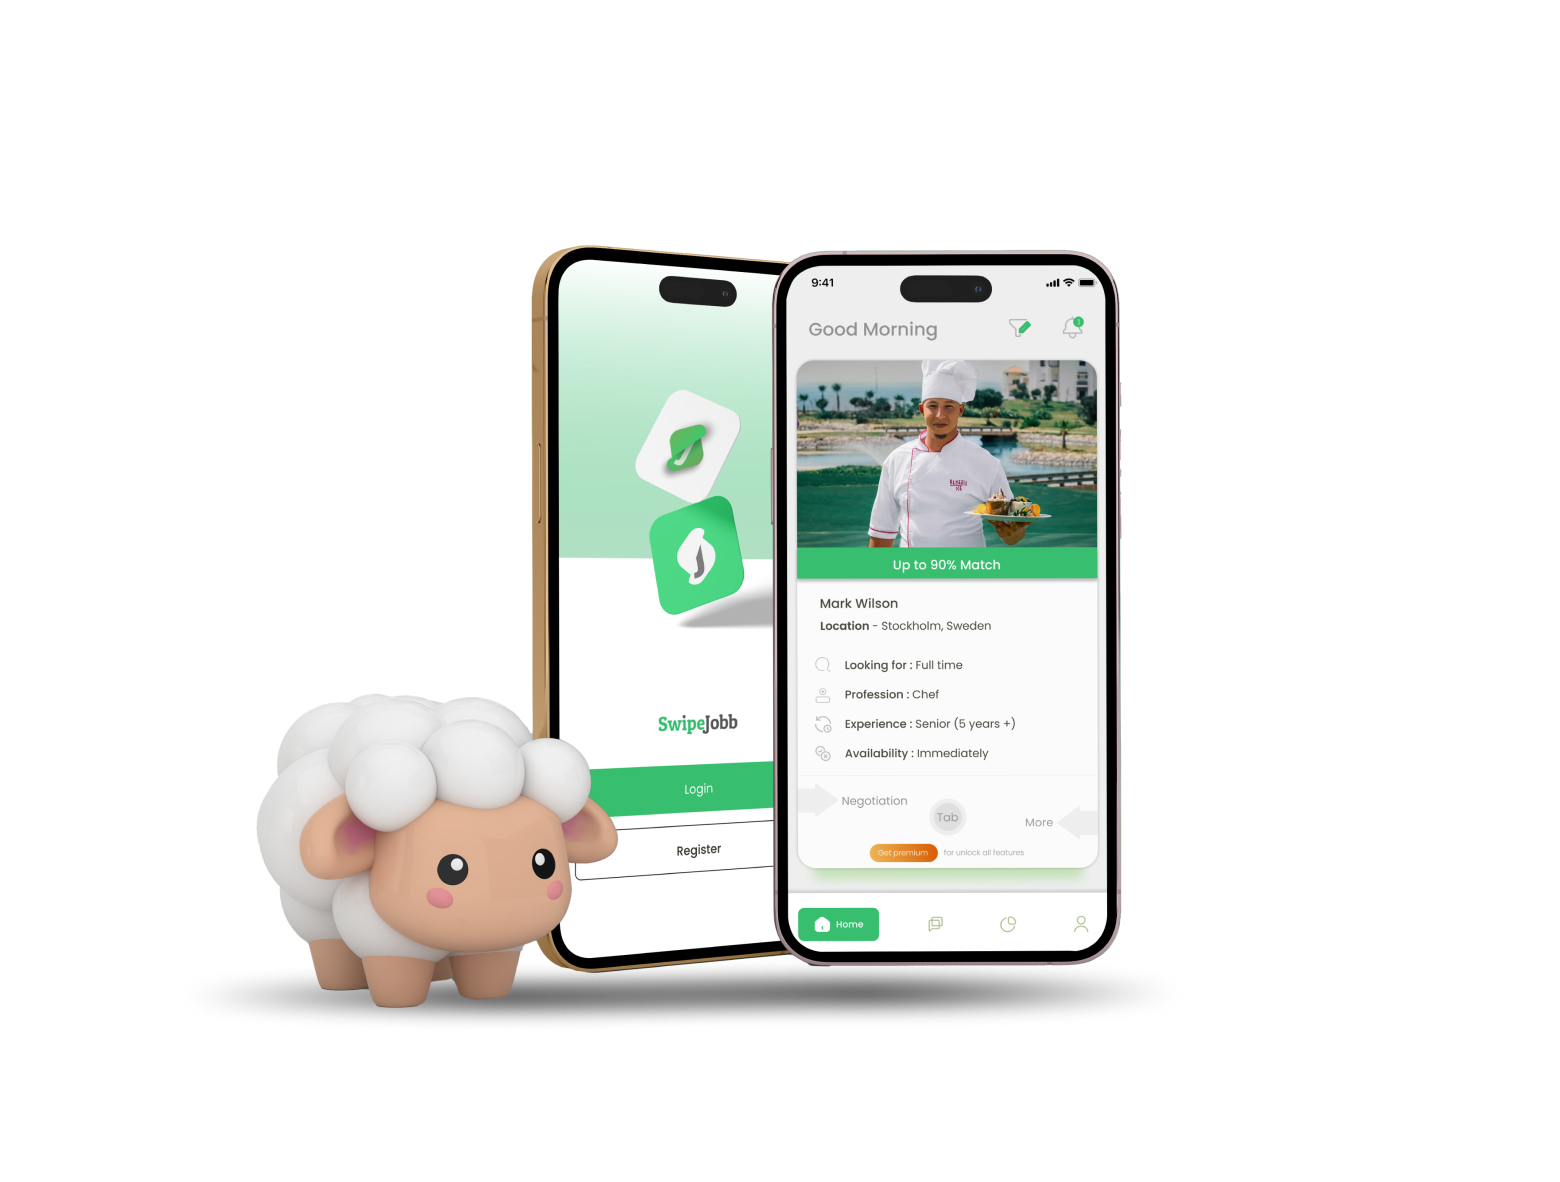 SwipeJobb
Login
Register
9:41
Good Morning
Up to 90% Match
Mark Wilson
Location - Stockholm, Sweden
Looking for : Full time
Profession : Chef
Experience : Senior (5 years +)
Availability : Immediately
Negotiation
Tab
More
Get premium for unlock all features
Home